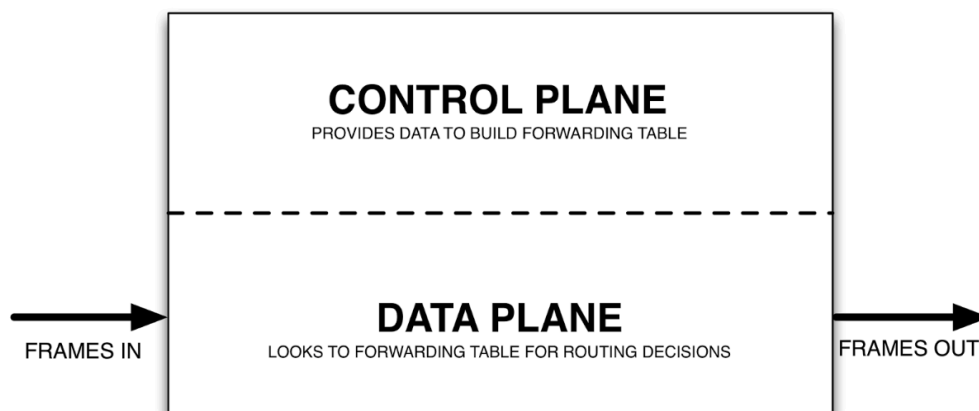 CONTROL PLANE
PROVIDES DATA TO BUILD FORWARDING TABLE
DATA PLANE
LOOKS TO FORWARDING TABLE FOR ROUTING DECISIONS
FRAMES IN
FRAMES OUT